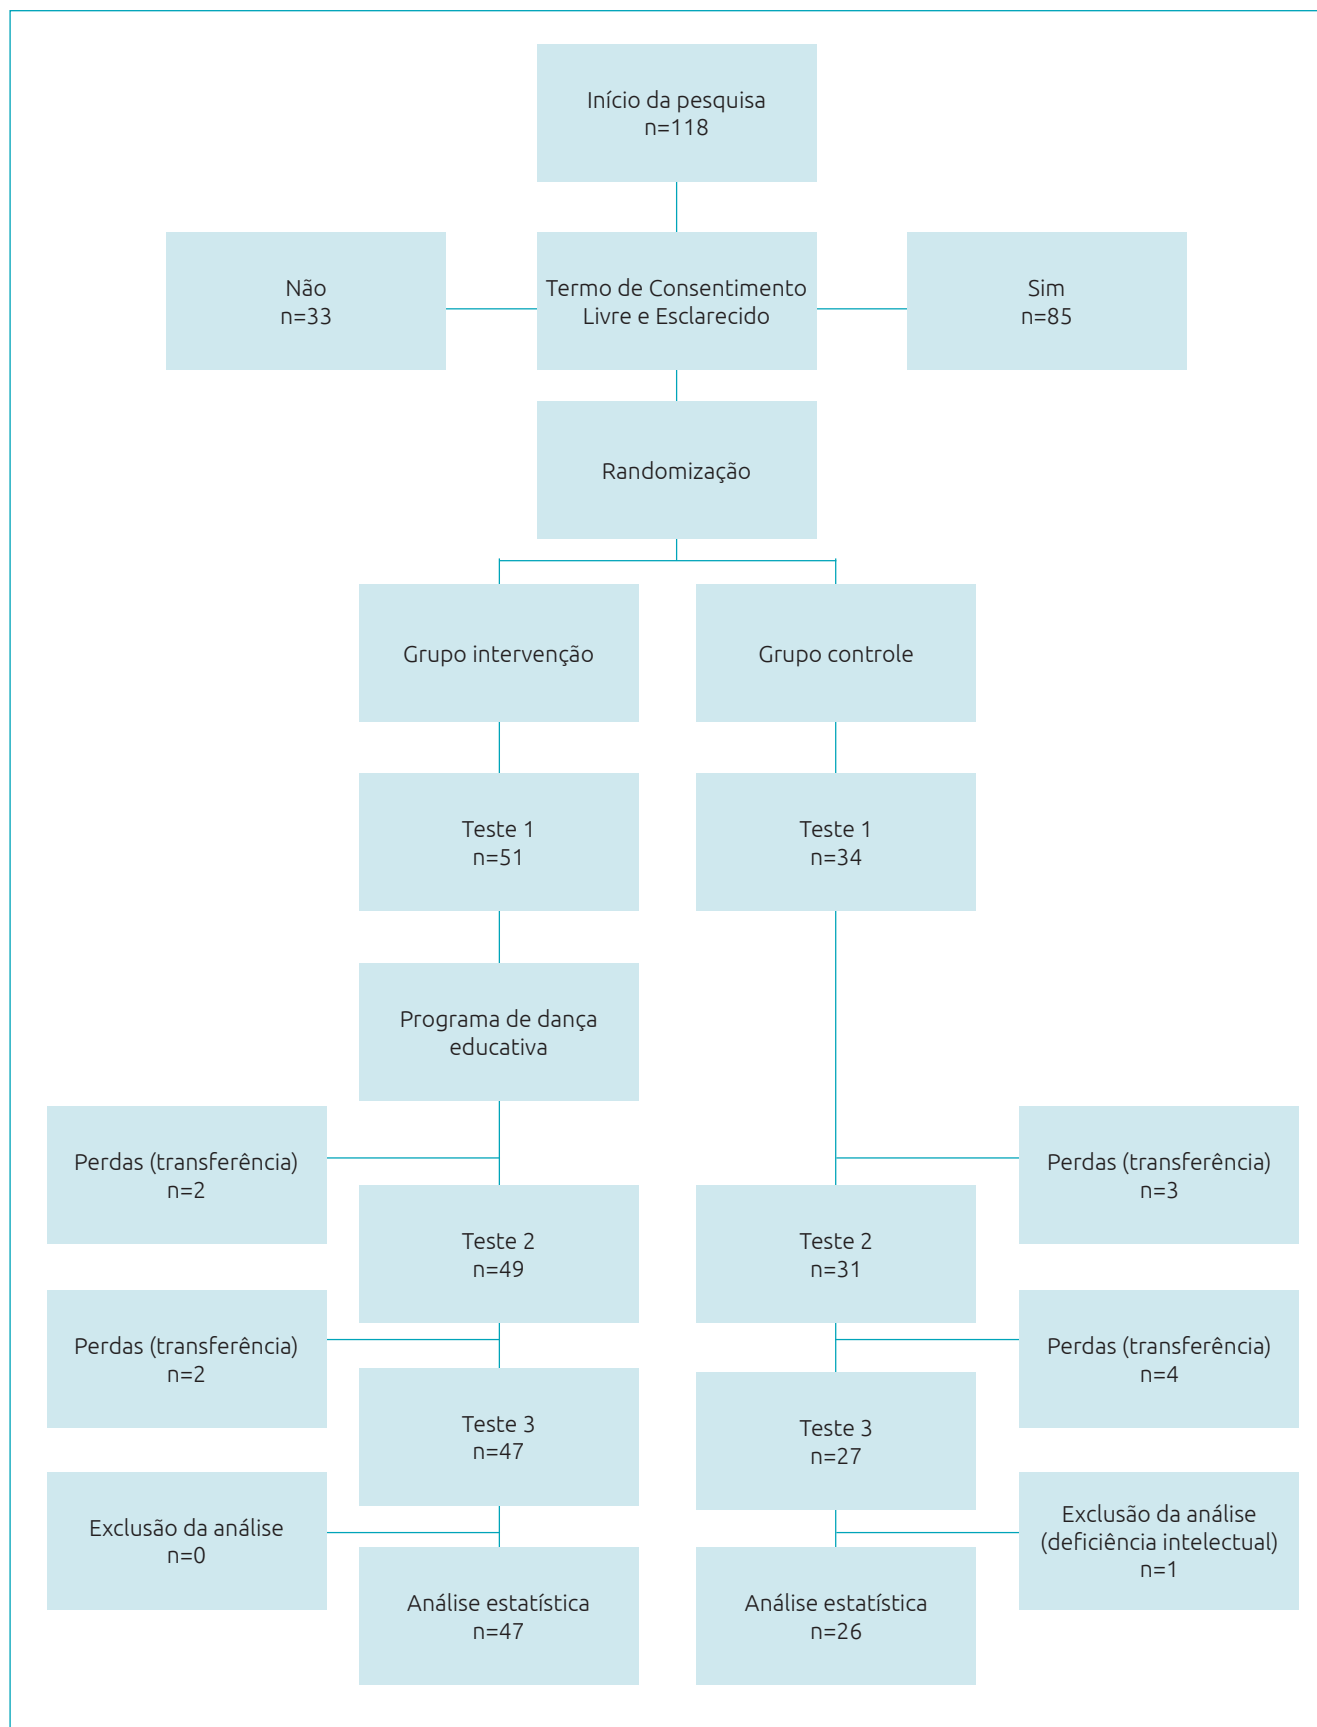 Início da pesquisa
n=118
Não
n=33
Termo de Consentimento
Livre e Esclarecido
Sim
n=85
Randomização
Grupo intervenção
Grupo controle
Teste 1
n=51
Teste 1
n=34
Programa de dança
educativa
Perdas (transferência)
n=2
Perdas (transferência)
n=3
Teste 2
n=49
Teste 2
n=31
Perdas (transferência)
n=2
Perdas (transferência)
n=4
Teste 3
n=47
Teste 3
n=27
Exclusão da análise
n=0
Exclusão da análise
(deficiência intelectual)
n=1
Análise estatística
n=47
Análise estatística
n=26